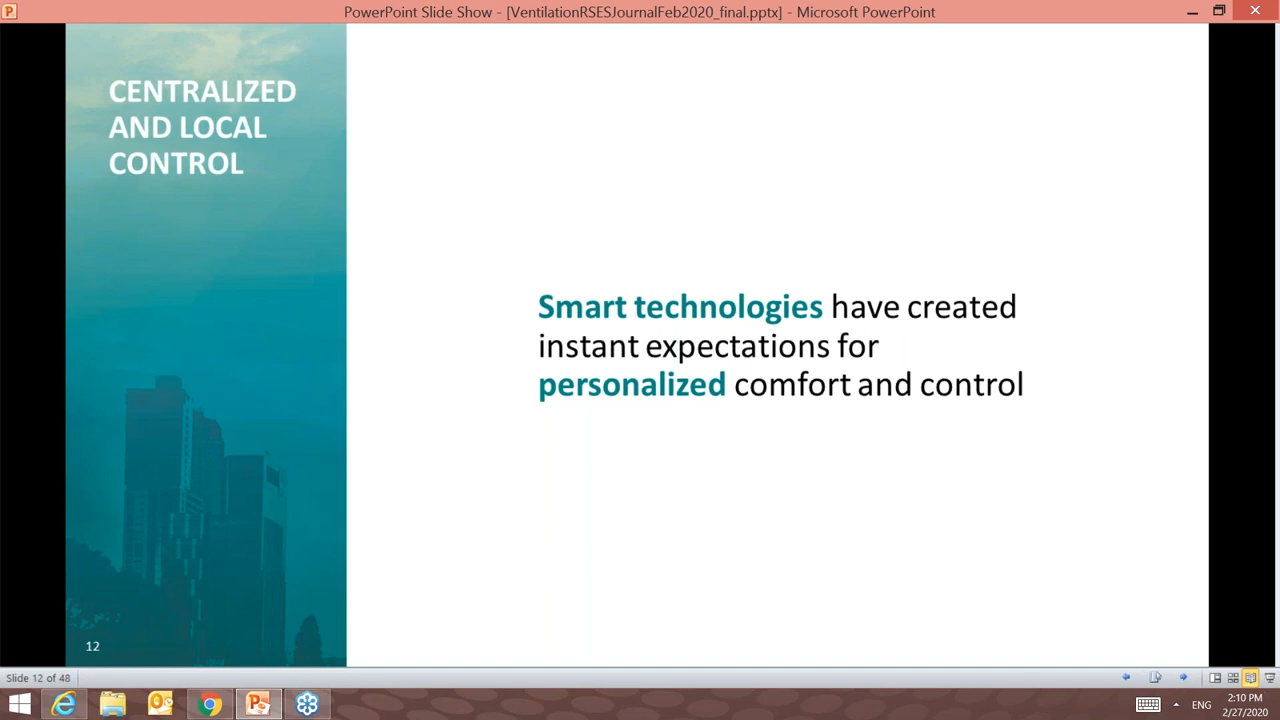 PowerPoint Slide Show - [VentilationRSESJournalFeb2020_final.pptx] - Microsoft PowerPoint
CENTRALIZED
AND LOCAL
CONTROL
Smart technologies have created
instant expectations for
personalized comfort and control
12
Slide 12 of 48
ENG
2:10 PM
2/27/2020